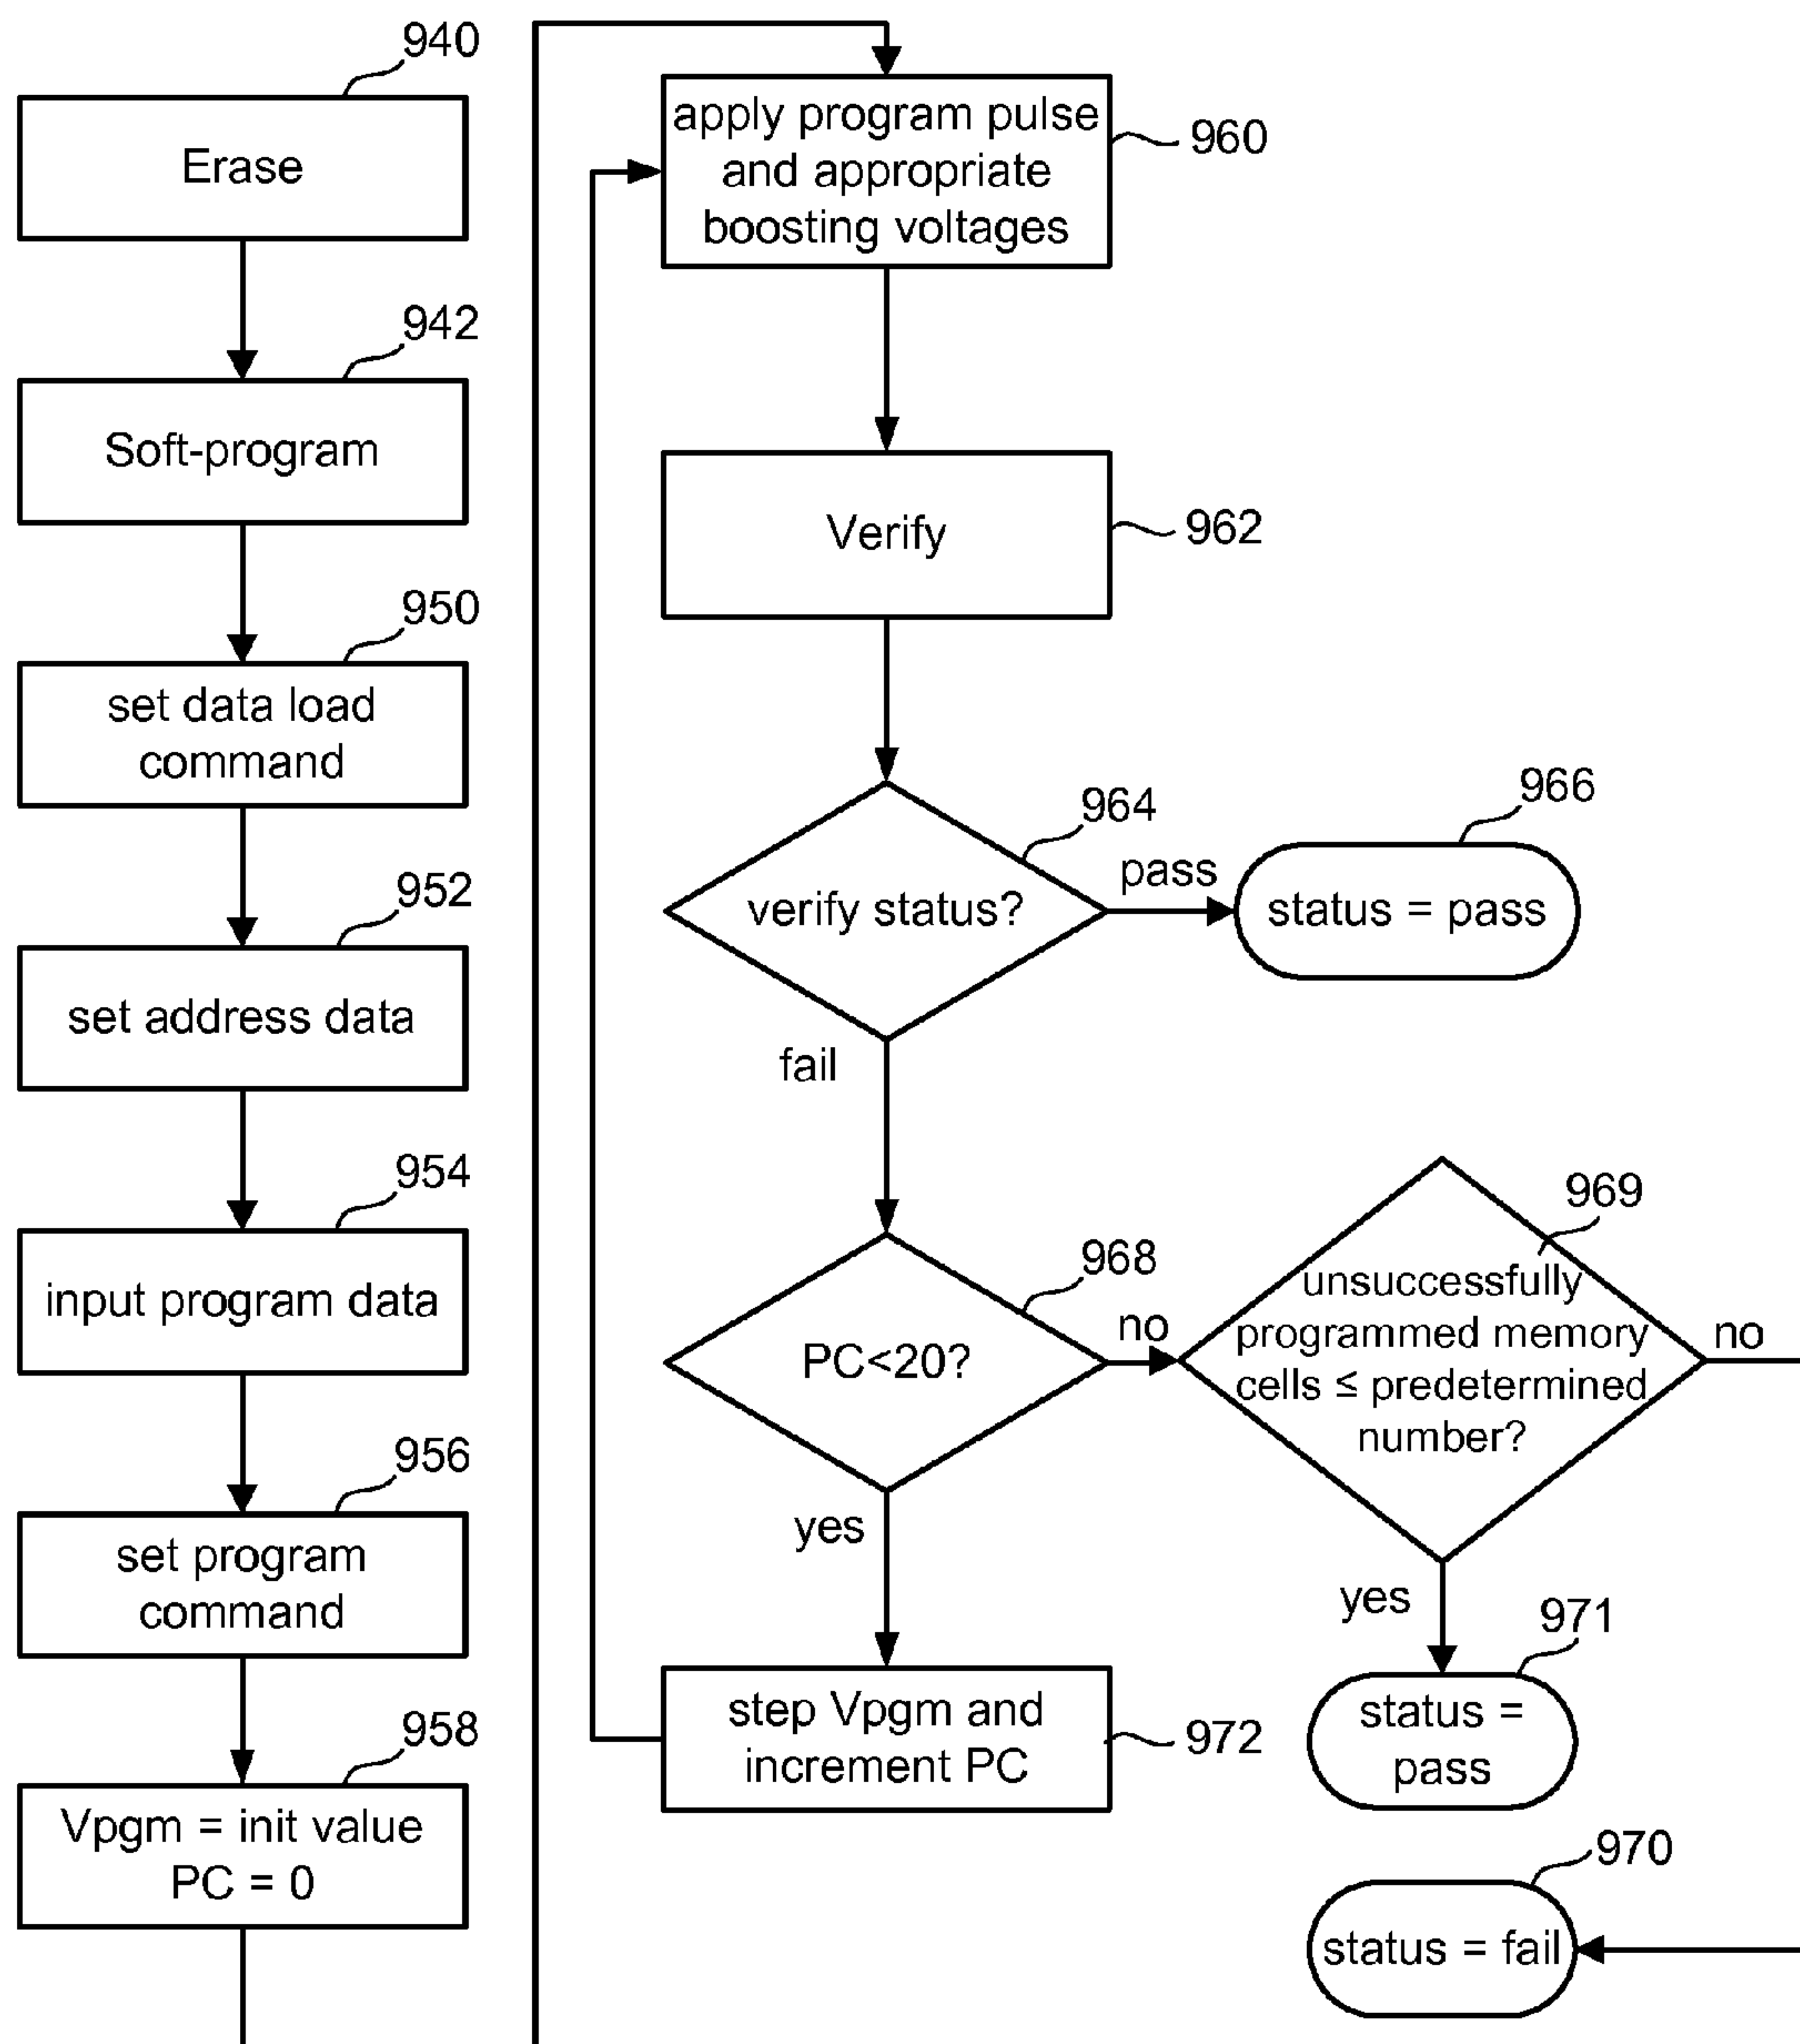 940
Erase
942
Soft-program
950
set data load
command
952
set address data
954
input program data
956
set program
command
958
Vpgm = init value
PC = 0
apply program pulse
and appropriate
boosting voltages
960
Verify
962
964
verify status?
pass
966
status = pass
fail
968
PC<20?
no
969
unsuccessfully
programmed memory
cells ≤ predetermined
number?
no
yes
yes
971
status =
pass
step Vpgm and
increment PC
972
970
status = fail